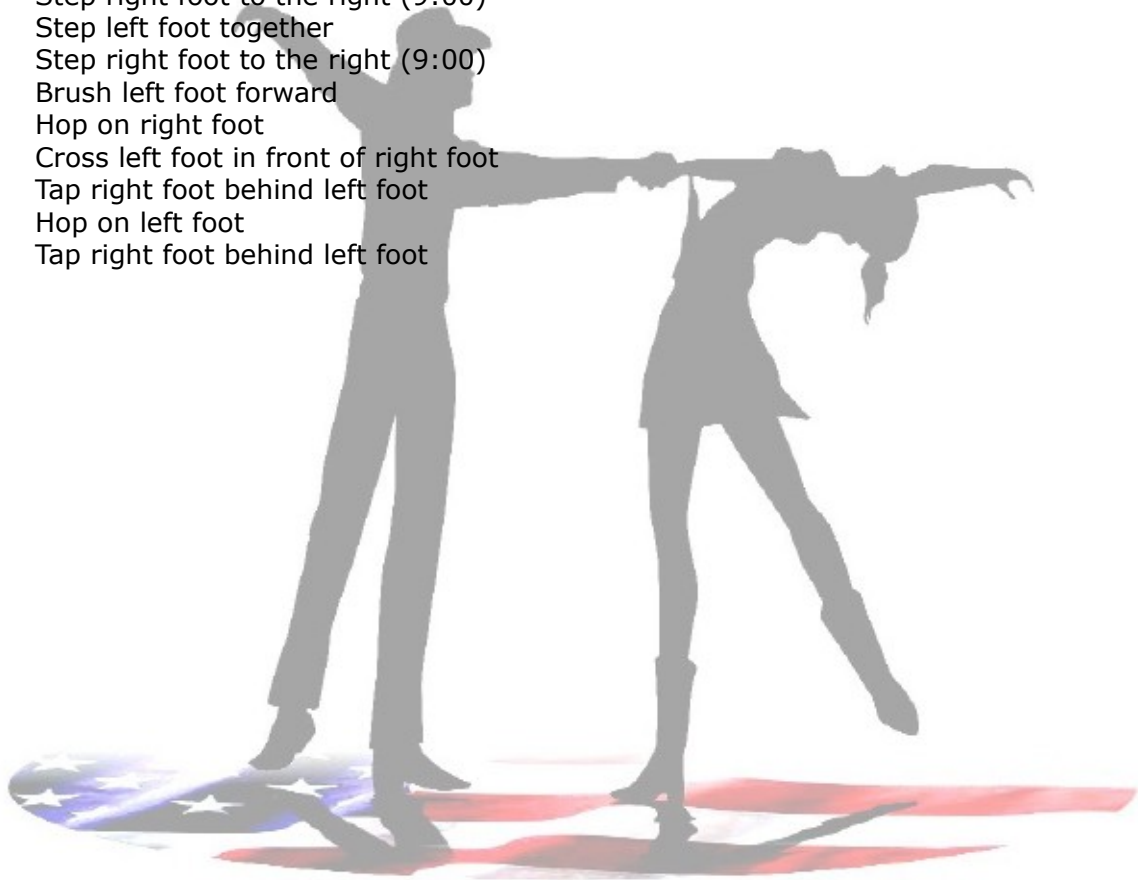 Step right foot to the right (9:00)
Step left foot together
Step right foot to the right (9:00)
Brush left foot forward
Hop on right foot
Cross left foot in front of right foot
Tap right foot behind left foot
Hop on left foot
Tap right foot behind left foot